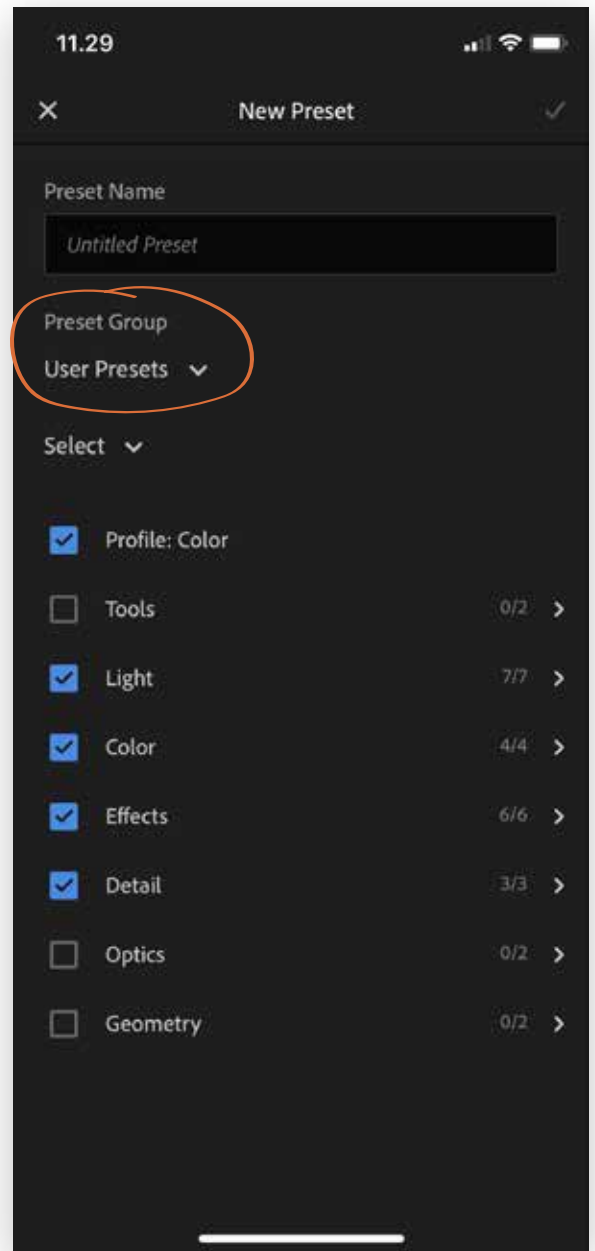 11.29
New Preset
Preset Name
Untitled Preset
Preset Group
User Presets
Select
Profile: Color
Tools 0/2
Light 7/7
Color 4/4
Effects 6/6
Detail 3/3
Optics 0/2
Geometry 0/2